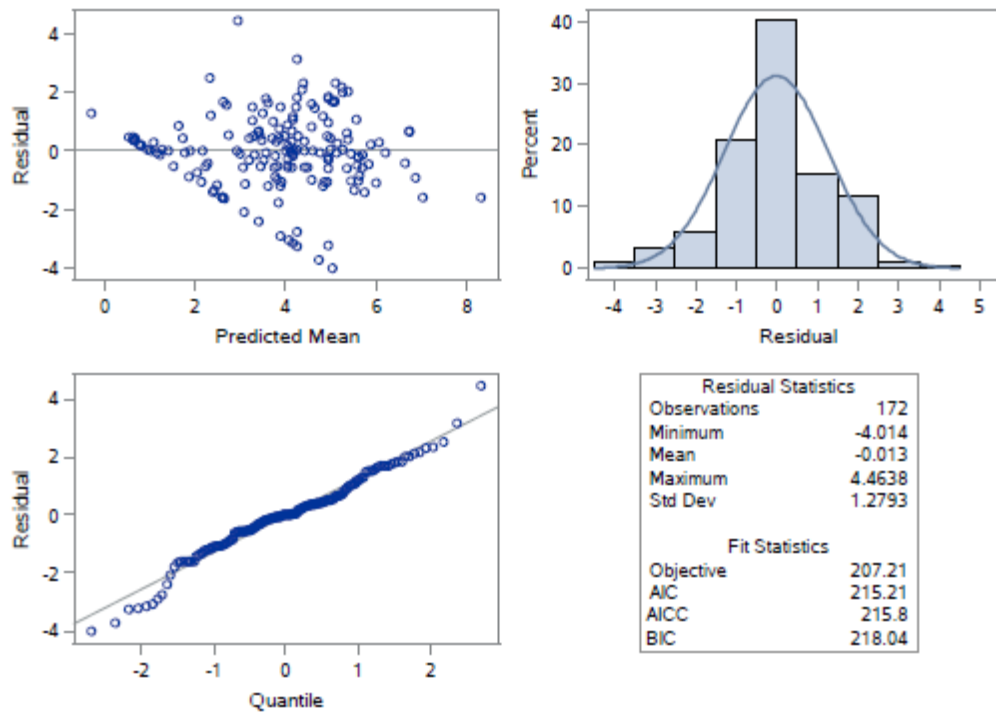 4
2
0
-2
-4
Residual
0 2 4 6 8
Predicted Mean
40
30
20
10
0
Percent
-4 -3 -2 -1 0 1 2 3 4 5
Residual
4
2
0
-2
-4
Residual
-2 -1 0 1 2
Quantile
Residual Statistics
Observations 172
Minimum -4.014
Mean -0.013
Maximum 4.4638
Std Dev 1.2793
Fit Statistics
Objective 207.21
AIC 215.21
AICC 215.8
BIC 218.04